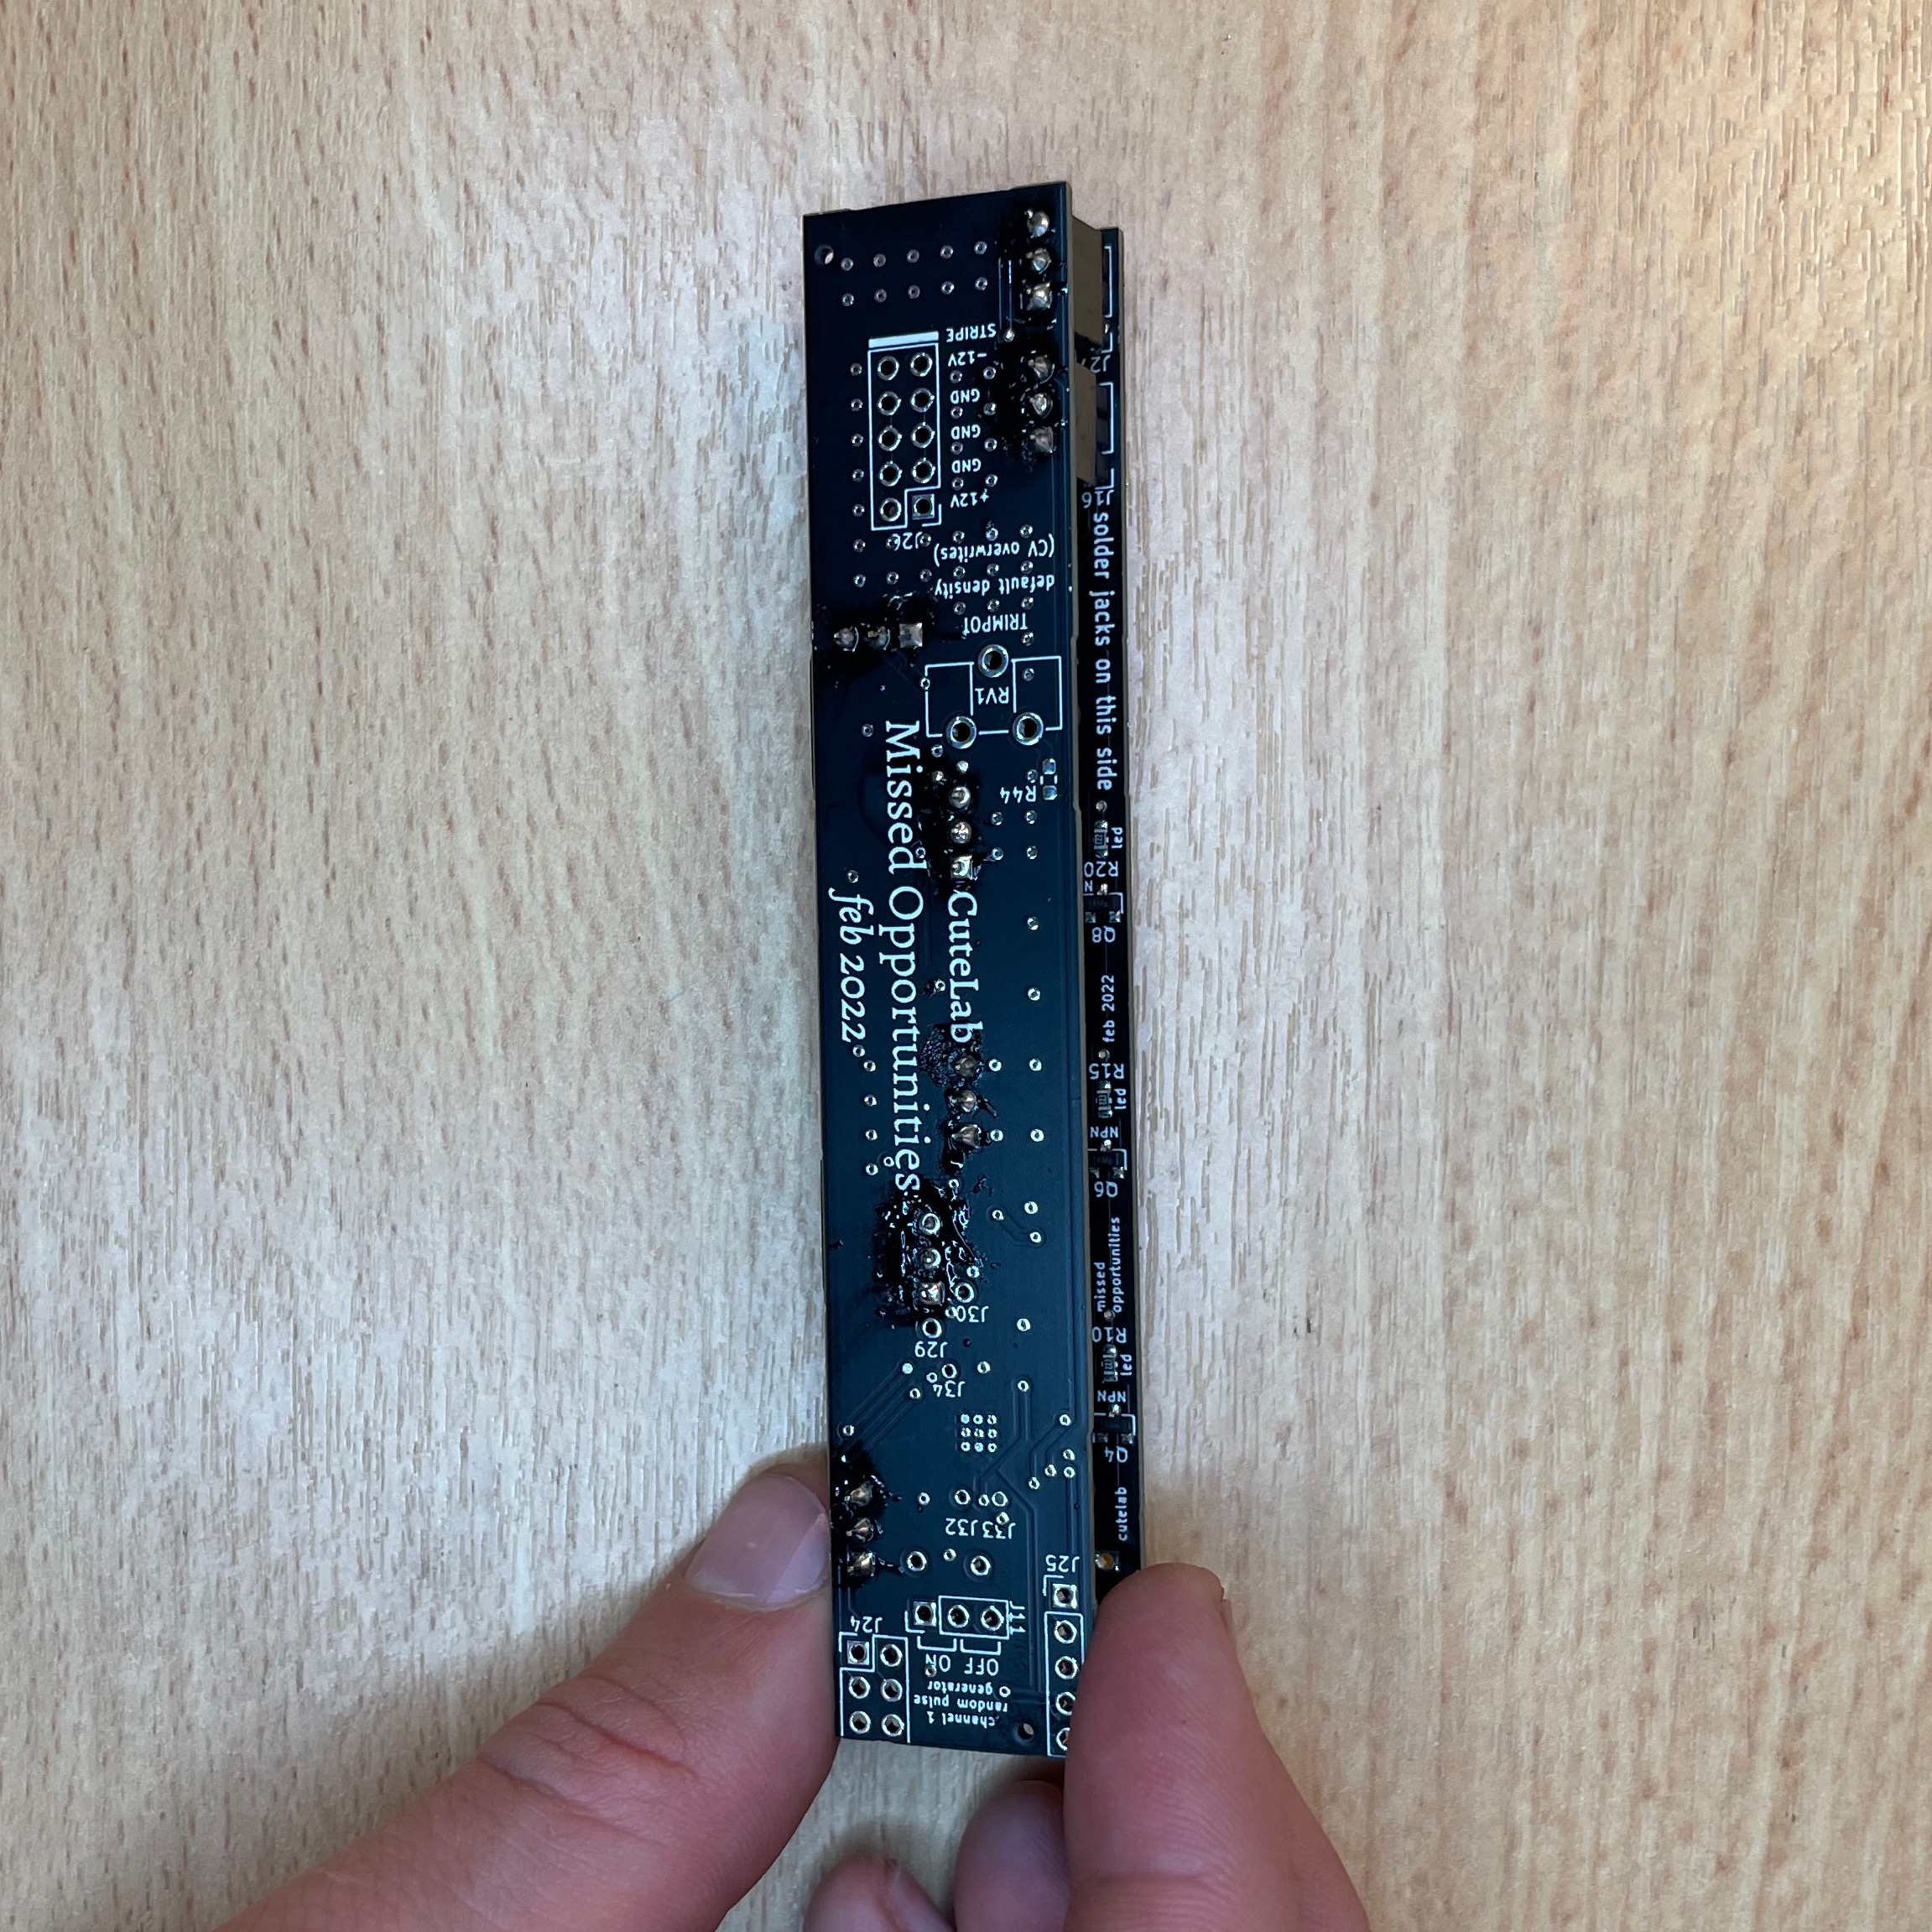 STRIPE
-12V
GND
GND
GND
+12V
J26
(CV overwrites)
default density
TRIMPOT
RV1
R44
CuteLab
Missed Opportunities
feb 2022
J30
J29
J34
J33
J32
J25
J24
J11
OFF ON
channel 1
random pulse
generator
J16
solder jacks on this side
led
R20
Q8
feb 2022
R15
led
NPN
Q6
missed
opportunities
R10
led
NPN
Q4
cutelab